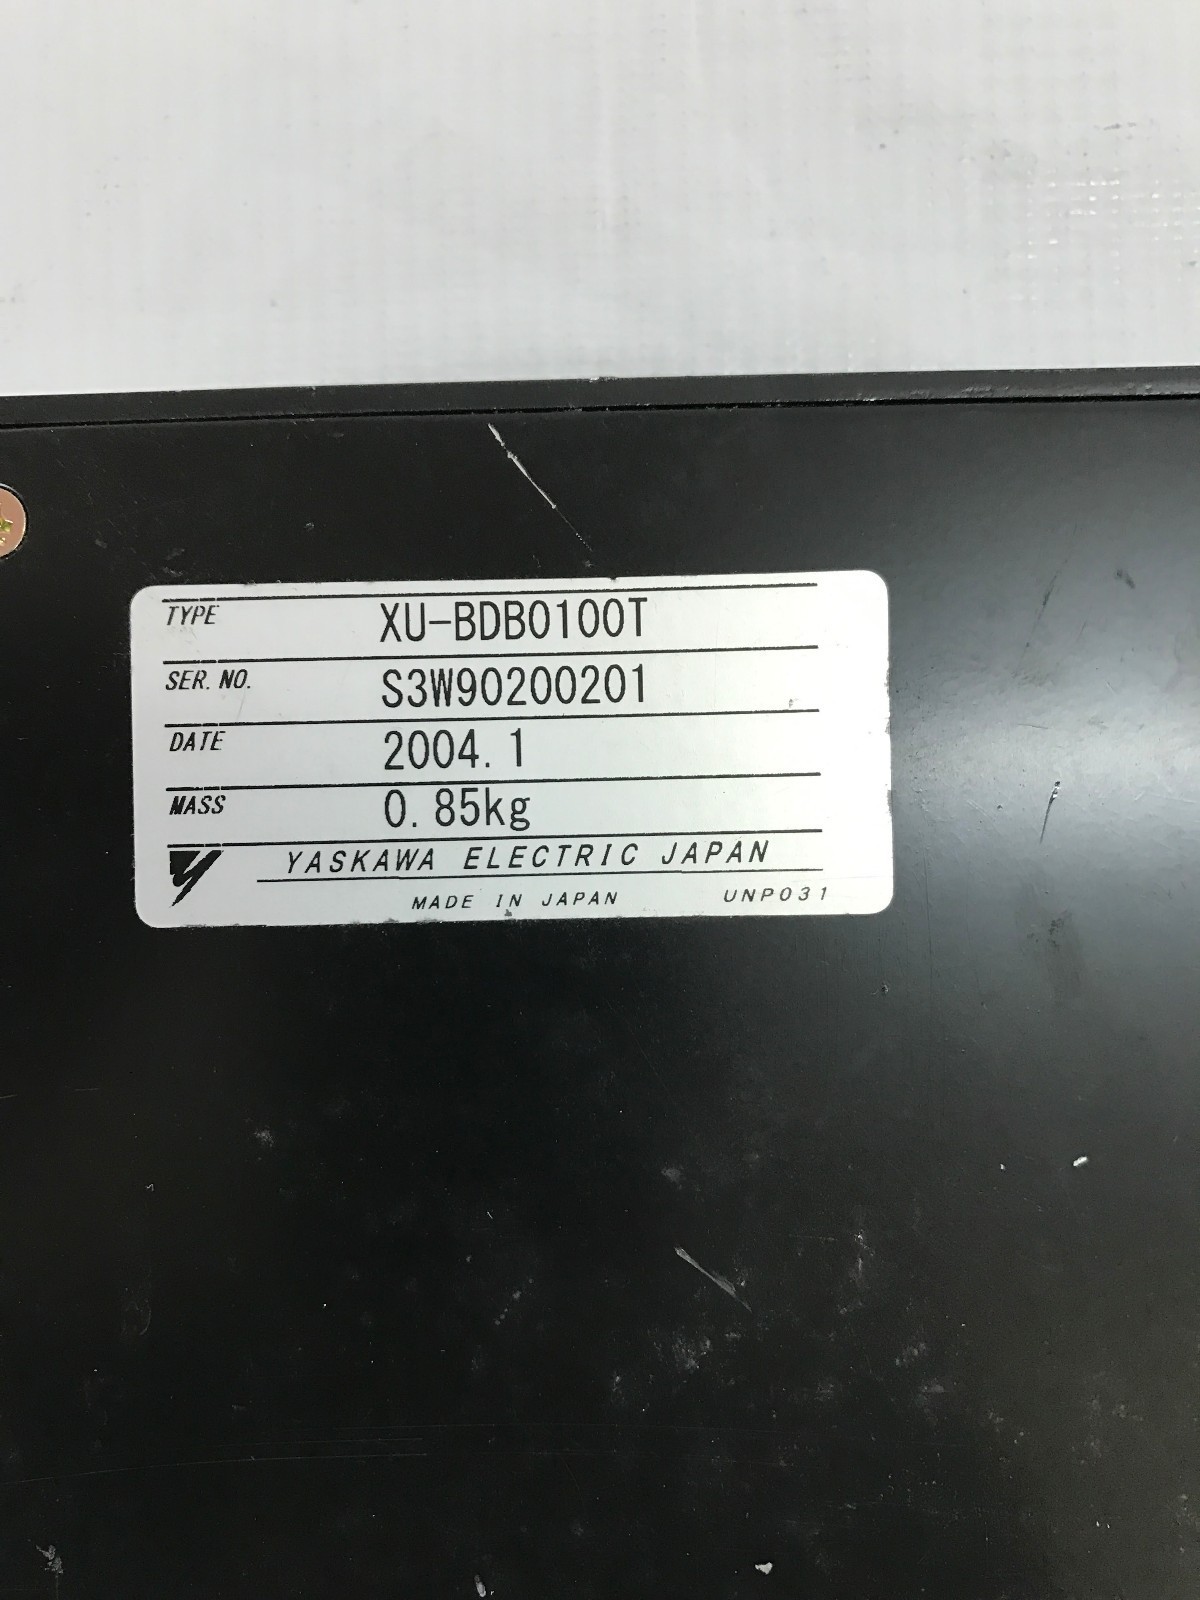 TYPE XU-BDB0100T
SER. NO. S3W90200201
DATE 2004. 1
MASS 0. 85kg
YASKAWA ELECTRIC JAPAN
MADE IN JAPAN UNP031